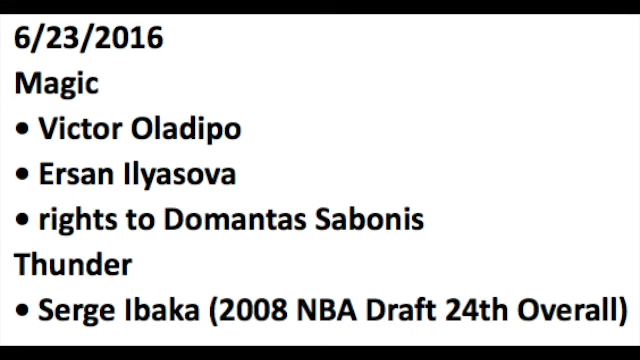 6/23/2016
Magic
• Victor Oladipo
• Ersan Ilyasova
• rights to Domantas Sabonis
Thunder
• Serge Ibaka (2008 NBA Draft 24th Overall)